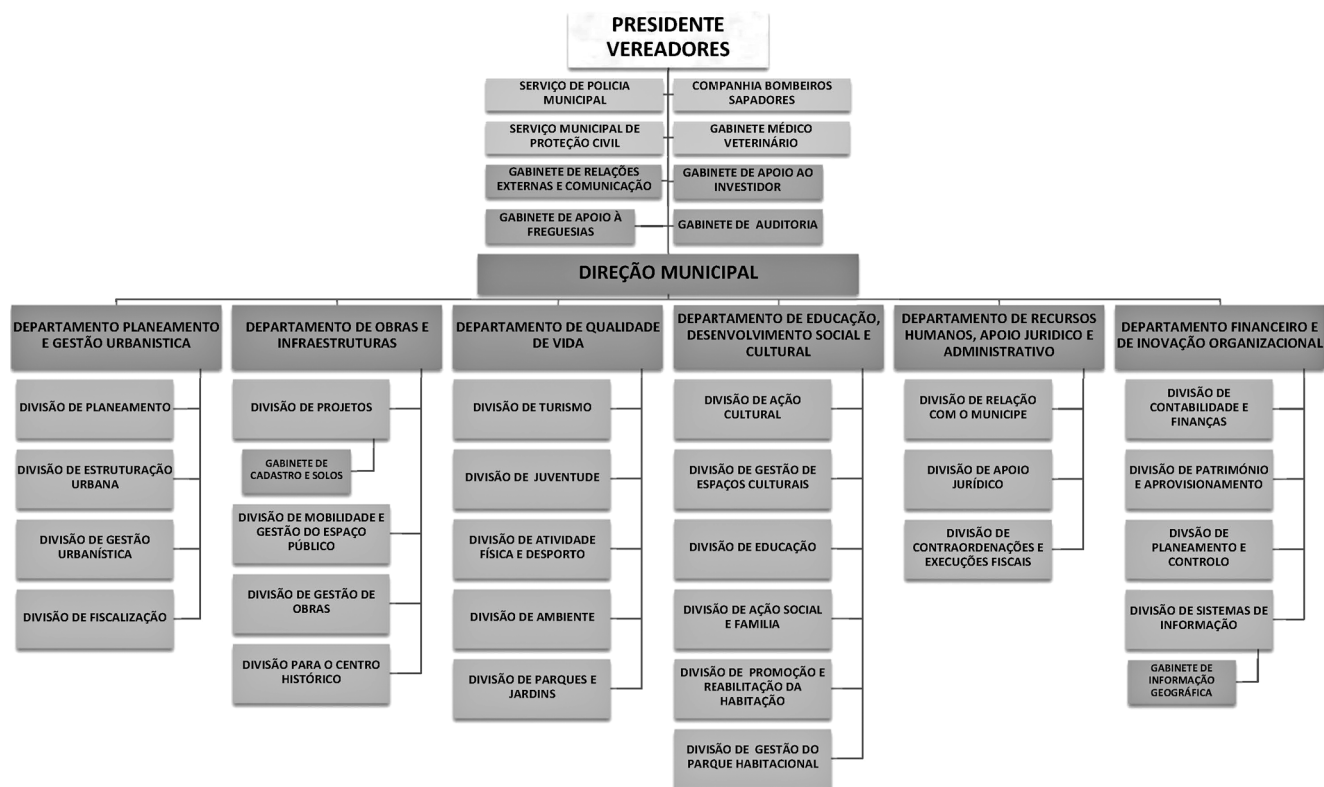 PRESIDENTE
VEREADORES
SERVIÇO DE POLICIA
MUNICIPAL
COMPANHIA BOMBEIROS
SAPADORES
SERVIÇO MUNICIPAL DE
PROTEÇÃO CIVIL
GABINETE MÉDICO
VETERINÁRIO
GABINETE DE RELAÇÕES
EXTERNAS E COMUNICAÇÃO
GABINETE DE APOIO AO
INVESTIDOR
GABINETE DE APOIO À
FREGUESIAS
GABINETE DE AUDITORIA
DIREÇÃO MUNICIPAL
DEPARTAMENTO PLANEAMENTO
E GESTÃO URBANISTICA
DIVISÃO DE PLANEAMENTO
DIVISÃO DE ESTRUTURAÇÃO
URBANA
DIVISÃO DE GESTÃO
URBANÍSTICA
DIVISÃO DE FISCALIZAÇÃO
DEPARTAMENTO DE OBRAS E
INFRAESTRUTURAS
DIVISÃO DE PROJETOS
GABINETE DE
CADASTRO E SOLOS
DIVISÃO DE MOBILIDADE E
GESTÃO DO ESPAÇO
PÚBLICO
DIVISÃO DE GESTÃO DE
OBRAS
DIVISÃO PARA O CENTRO
HISTÓRICO
DEPARTAMENTO DE QUALIDADE
DE VIDA
DIVISÃO DE TURISMO
DIVISÃO DE JUVENTUDE
DIVISÃO DE ATIVIDADE
FÍSICA E DESPORTO
DIVISÃO DE AMBIENTE
DIVISÃO DE PARQUES E
JARDINS
DEPARTAMENTO DE EDUCAÇÃO,
DESENVOLVIMENTO SOCIAL E
CULTURAL
DIVISÃO DE AÇÃO
CULTURAL
DIVISÃO DE GESTÃO DE
ESPAÇOS CULTURAIS
DIVISÃO DE EDUCAÇÃO
DIVISÃO DE AÇÃO SOCIAL
E FAMILIA
DIVISÃO DE PROMOÇÃO E
REABILITAÇÃO DA
HABITAÇÃO
DIVISÃO DE GESTÃO DO
PARQUE HABITACIONAL
DEPARTAMENTO DE RECURSOS
HUMANOS, APOIO JURIDICO E
ADMINISTRATIVO
DIVISÃO DE RELAÇÃO
COM O MUNICIPE
DIVISÃO DE APOIO
JURÍDICO
DIVISÃO DE
CONTRAORDENAÇÕES E
EXECUÇÕES FISCAIS
DEPARTAMENTO FINANCEIRO E
DE INOVAÇÃO ORGANIZACIONAL
DIVISÃO DE
CONTABILIDADE E
FINANÇAS
DIVISÃO DE PATRIMÓNIO
E APROVISIONAMENTO
DIVSÃO DE
PLANEAMENTO E
CONTROLO
DIVISÃO DE SISTEMAS DE
INFORMAÇÃO
GABINETE DE
INFORMAÇÃO
GEOGRÁFICA